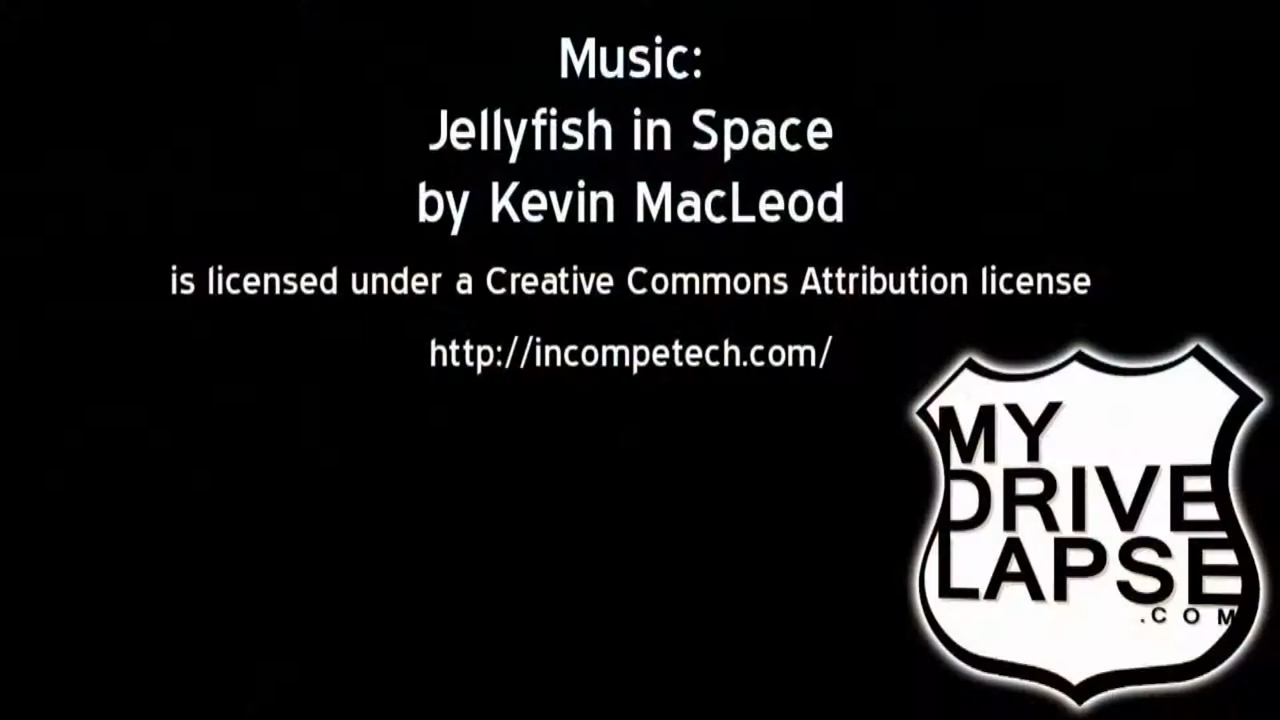 Music:
Jellyfish in Space
by Kevin MacLeod
is licensed under a Creative Commons Attribution license
http://incompetech.com/
MY
DRIVE
LAPSE
.COM